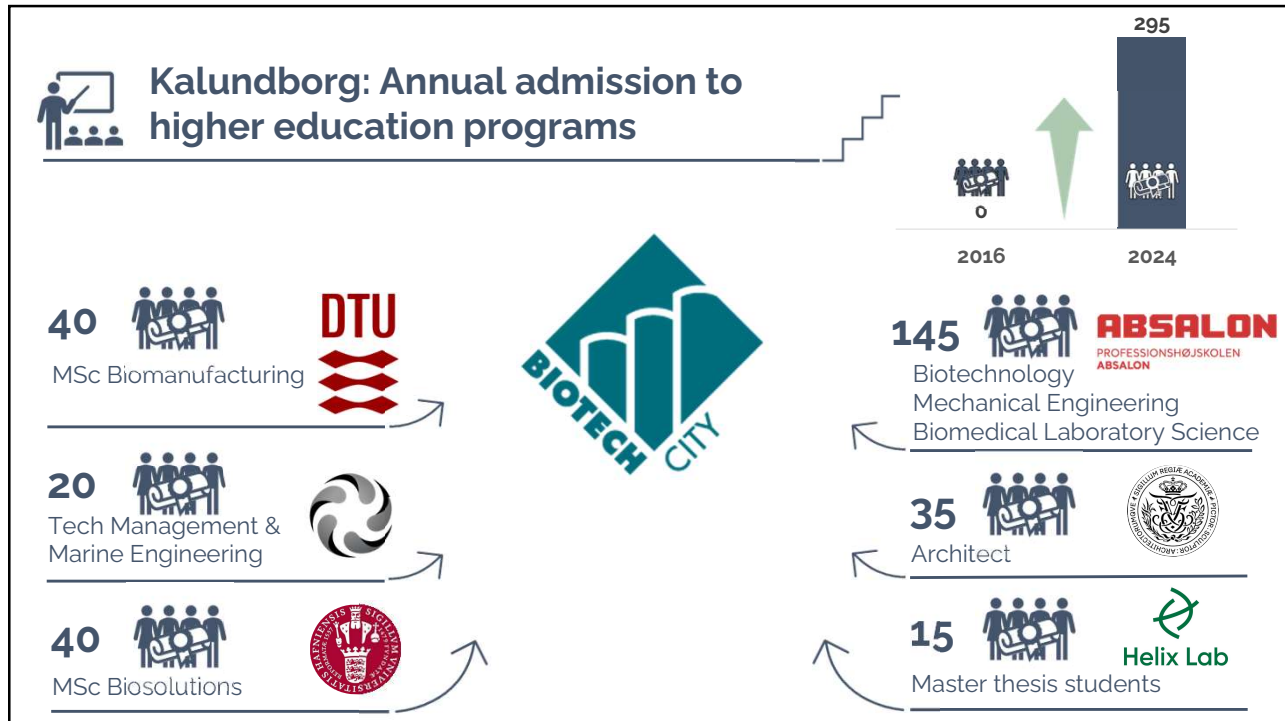 Kalundborg: Annual admission to
higher education programs
295
0
2016
2024
40
DTU
MSc Biomanufacturing
20
Tech Management &
Marine Engineering
40
MSc Biosolutions
BIOTECH
CITY
145
ABSALON
PROFESSIONSHØJSKOLEN
ABSALON
Biotechnology
Mechanical Engineering
Biomedical Laboratory Science
35
Architect
15
Helix Lab
Master thesis students